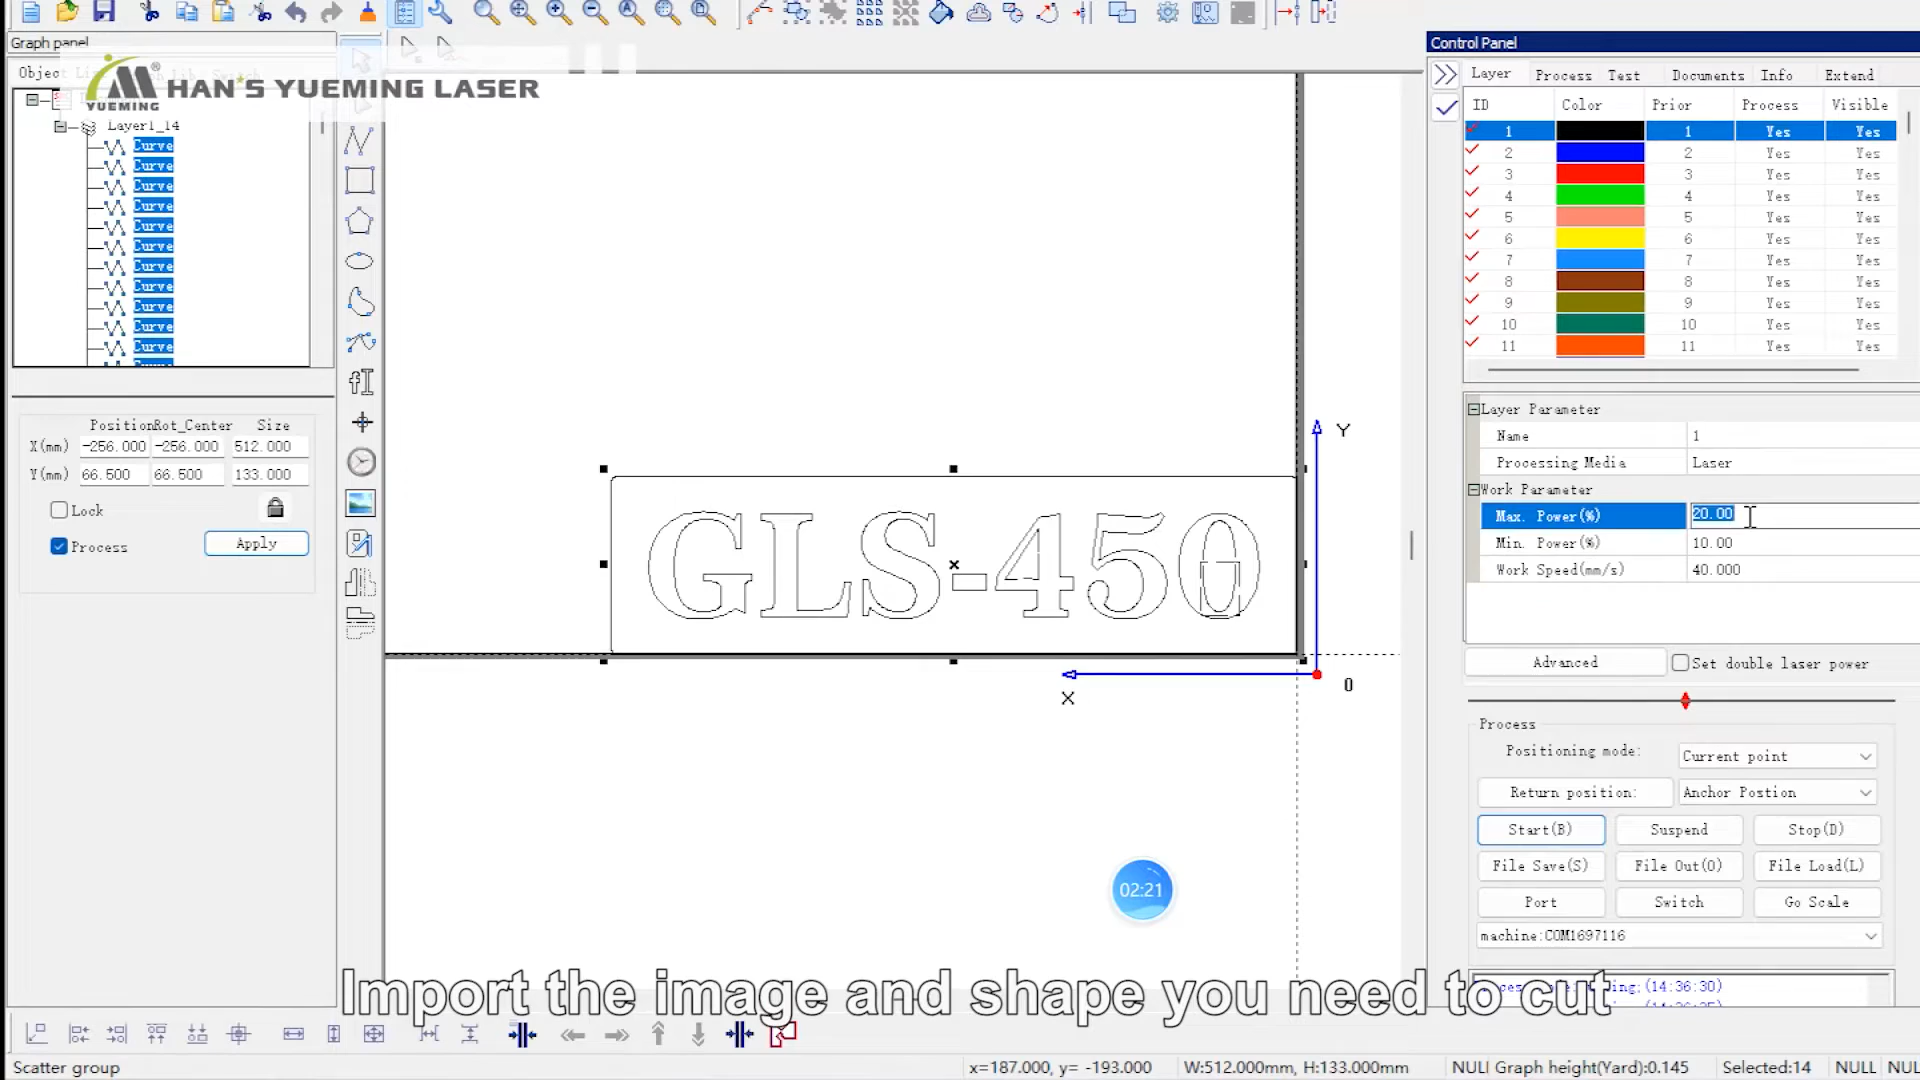 Graph panel
Control Panel
HAN'S YUEMING LASER
YUEMING
Layer1_14
Curve
Curve
Curve
Curve
Curve
Curve
Curve
Curve
Curve
Curve
Curve
Position Rot_Center Size
X(mm) -256.000 -256.000 512.000
Y(mm) 66.500 66.500 133.000
Lock
Process Apply
GLS-450
Y
X
0
02:21
Layer Process Test Documents Info Extend
ID Color Prior Process Visible
1 1 Yes Yes
2 2 Yes Yes
3 3 Yes Yes
4 4 Yes Yes
5 5 Yes Yes
6 6 Yes Yes
7 7 Yes Yes
8 8 Yes Yes
9 9 Yes Yes
10 10 Yes Yes
11 11 Yes Yes
Layer Parameter
Name 1
Processing Media Laser
Work Parameter
Max. Power(%) 20.00
Min. Power(%) 10.00
Work Speed(mm/s) 40.000
Advanced Set double laser power
Process
Positioning mode: Current point
Return position: Anchor Postion
Start(B) Suspend Stop(D)
File Save(S) File Out(O) File Load(L)
Port Switch Go Scale
machine:COM1697116
(14:36:30)
Import the image and shape you need to cut
Scatter group
x=187.000, y= -193.000 W:512.000mm, H:133.000mm NULL Graph height(Yard):0.145 Selected:14 NULL